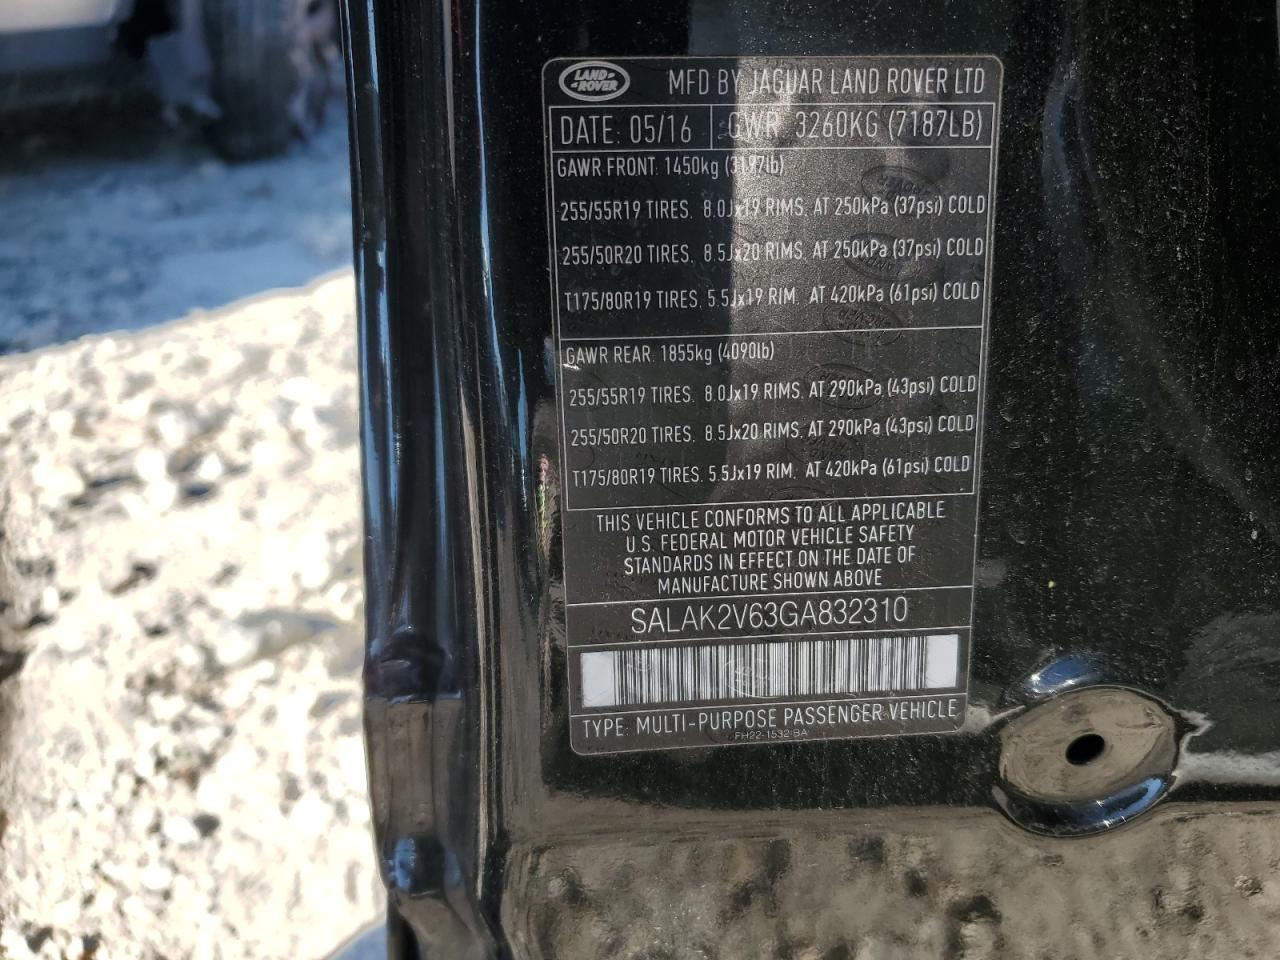 LAND ROVER
MFD BY JAGUAR LAND ROVER LTD
DATE: 05/16 GWR 3260KG (7187LB)
GAWR FRONT: 1450kg (3197lb)
255/55R19 TIRES. 8.0Jx19 RIMS. AT 250kPa (37psi) COLD
255/50R20 TIRES. 8.5Jx20 RIMS. AT 250kPa (37psi) COLD
T175/80R19 TIRES. 5.5Jx19 RIM. AT 420kPa (61psi) COLD
GAWR REAR: 1855kg (4090lb)
255/55R19 TIRES. 8.0Jx19 RIMS. AT 290kPa (43psi) COLD
255/50R20 TIRES. 8.5Jx20 RIMS. AT 290kPa (43psi) COLD
T175/80R19 TIRES. 5.5Jx19 RIM. AT 420kPa (61psi) COLD
THIS VEHICLE CONFORMS TO ALL APPLICABLE
U.S. FEDERAL MOTOR VEHICLE SAFETY
STANDARDS IN EFFECT ON THE DATE OF
MANUFACTURE SHOWN ABOVE
SALAK2V63GA832310
TYPE: MULTI-PURPOSE PASSENGER VEHICLE
FH22-1532-BA